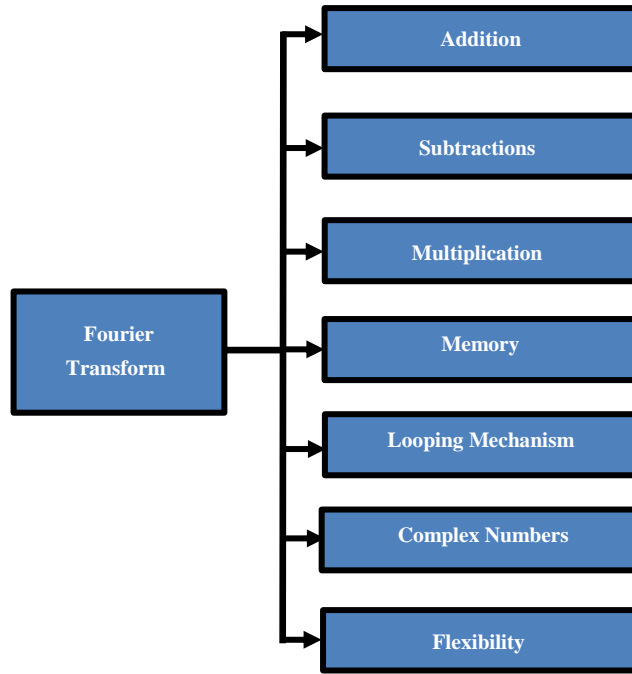 Addition
Subtractions
Multiplication
Fourier
Transform
Memory
Looping Mechanism
Complex Numbers
Flexibility